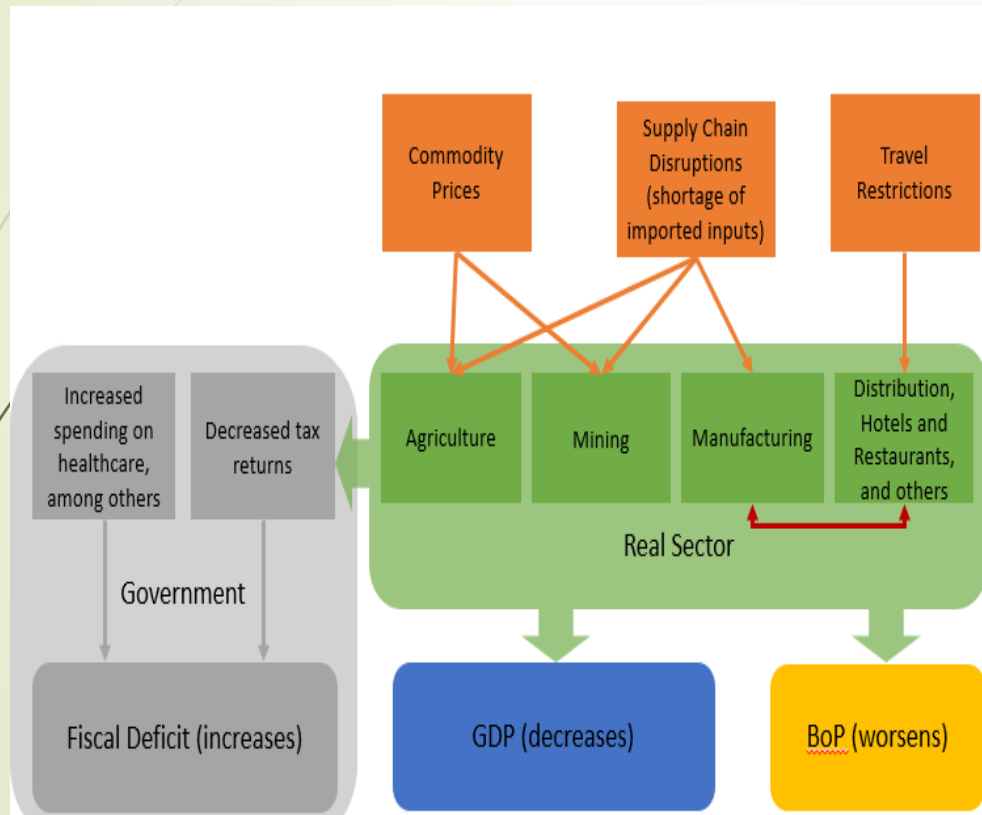 Commodity
Prices
Supply Chain
Disruptions
(shortage of
imported inputs)
Travel
Restrictions
Increased
spending on
healthcare,
among others
Decreased tax
returns
Agriculture
Mining
Manufacturing
Distribution,
Hotels and
Restaurants,
and others
Real Sector
Government
Fiscal Deficit (increases)
GDP (decreases)
BoP (worsens)